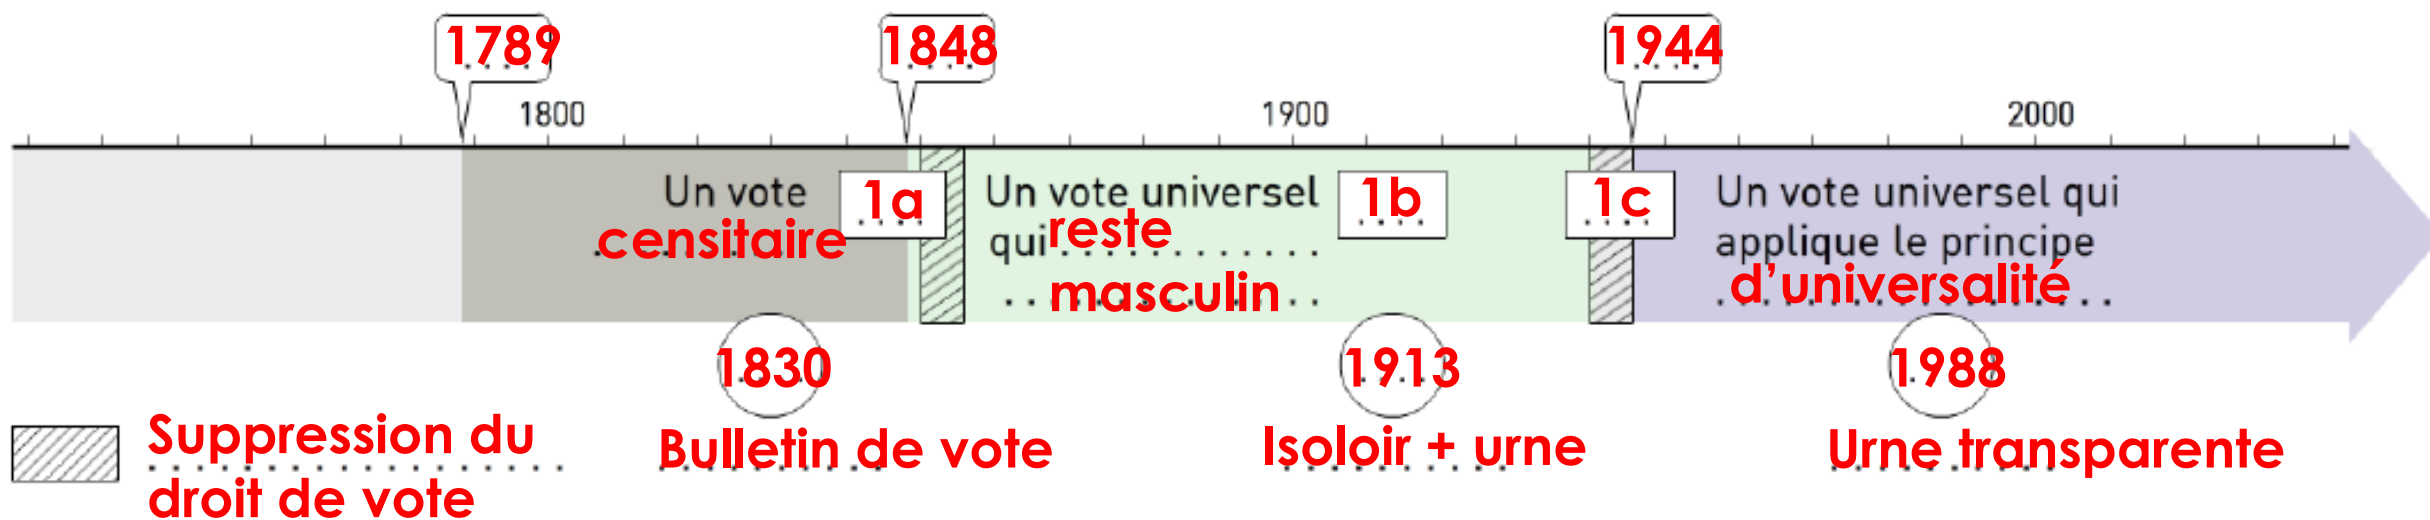 1789
1848
1944
1800
1900
2000
Un vote
censitaire
1a
Un vote universel
qui reste
masculin
1b
1c
Un vote universel qui
applique le principe
d’universalité
1830
1913
1988
Suppression du
droit de vote
Bulletin de vote
Isoloir + urne
Urne transparente